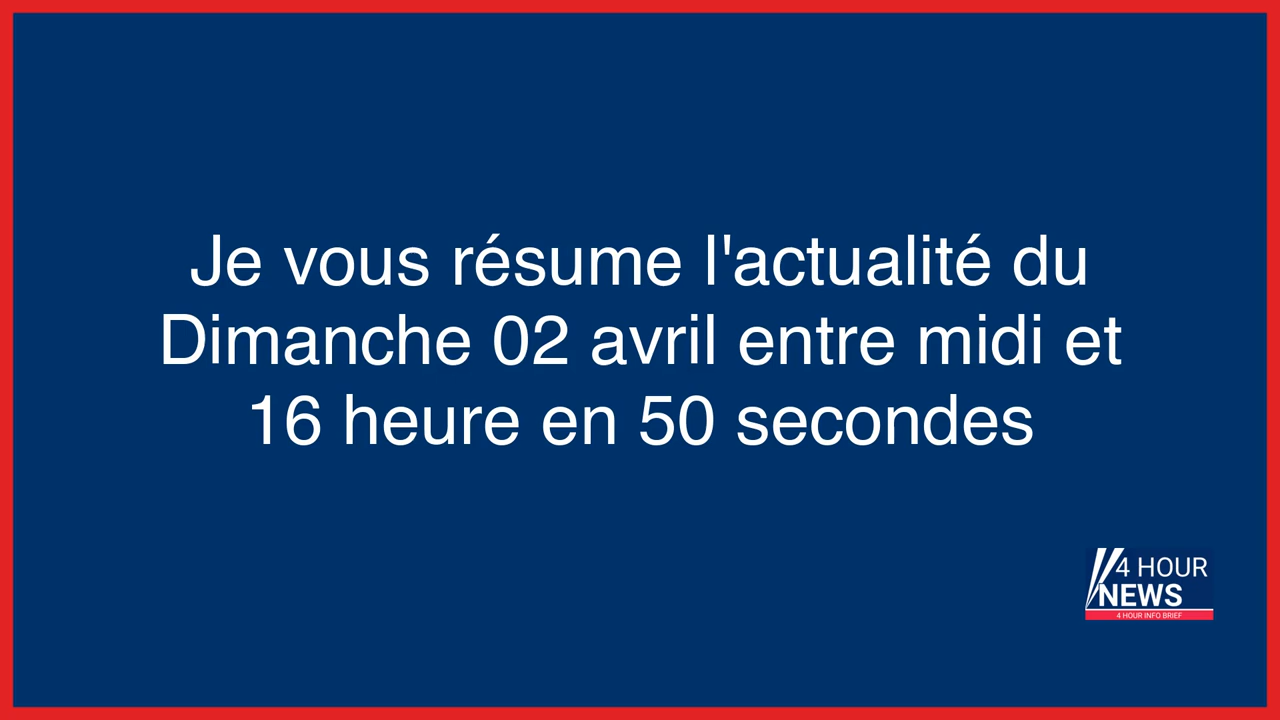 Je vous résume l'actualité du
Dimanche 02 avril entre midi et
16 heure en 50 secondes
4 HOUR
NEWS
4 HOUR INFO BRIEF